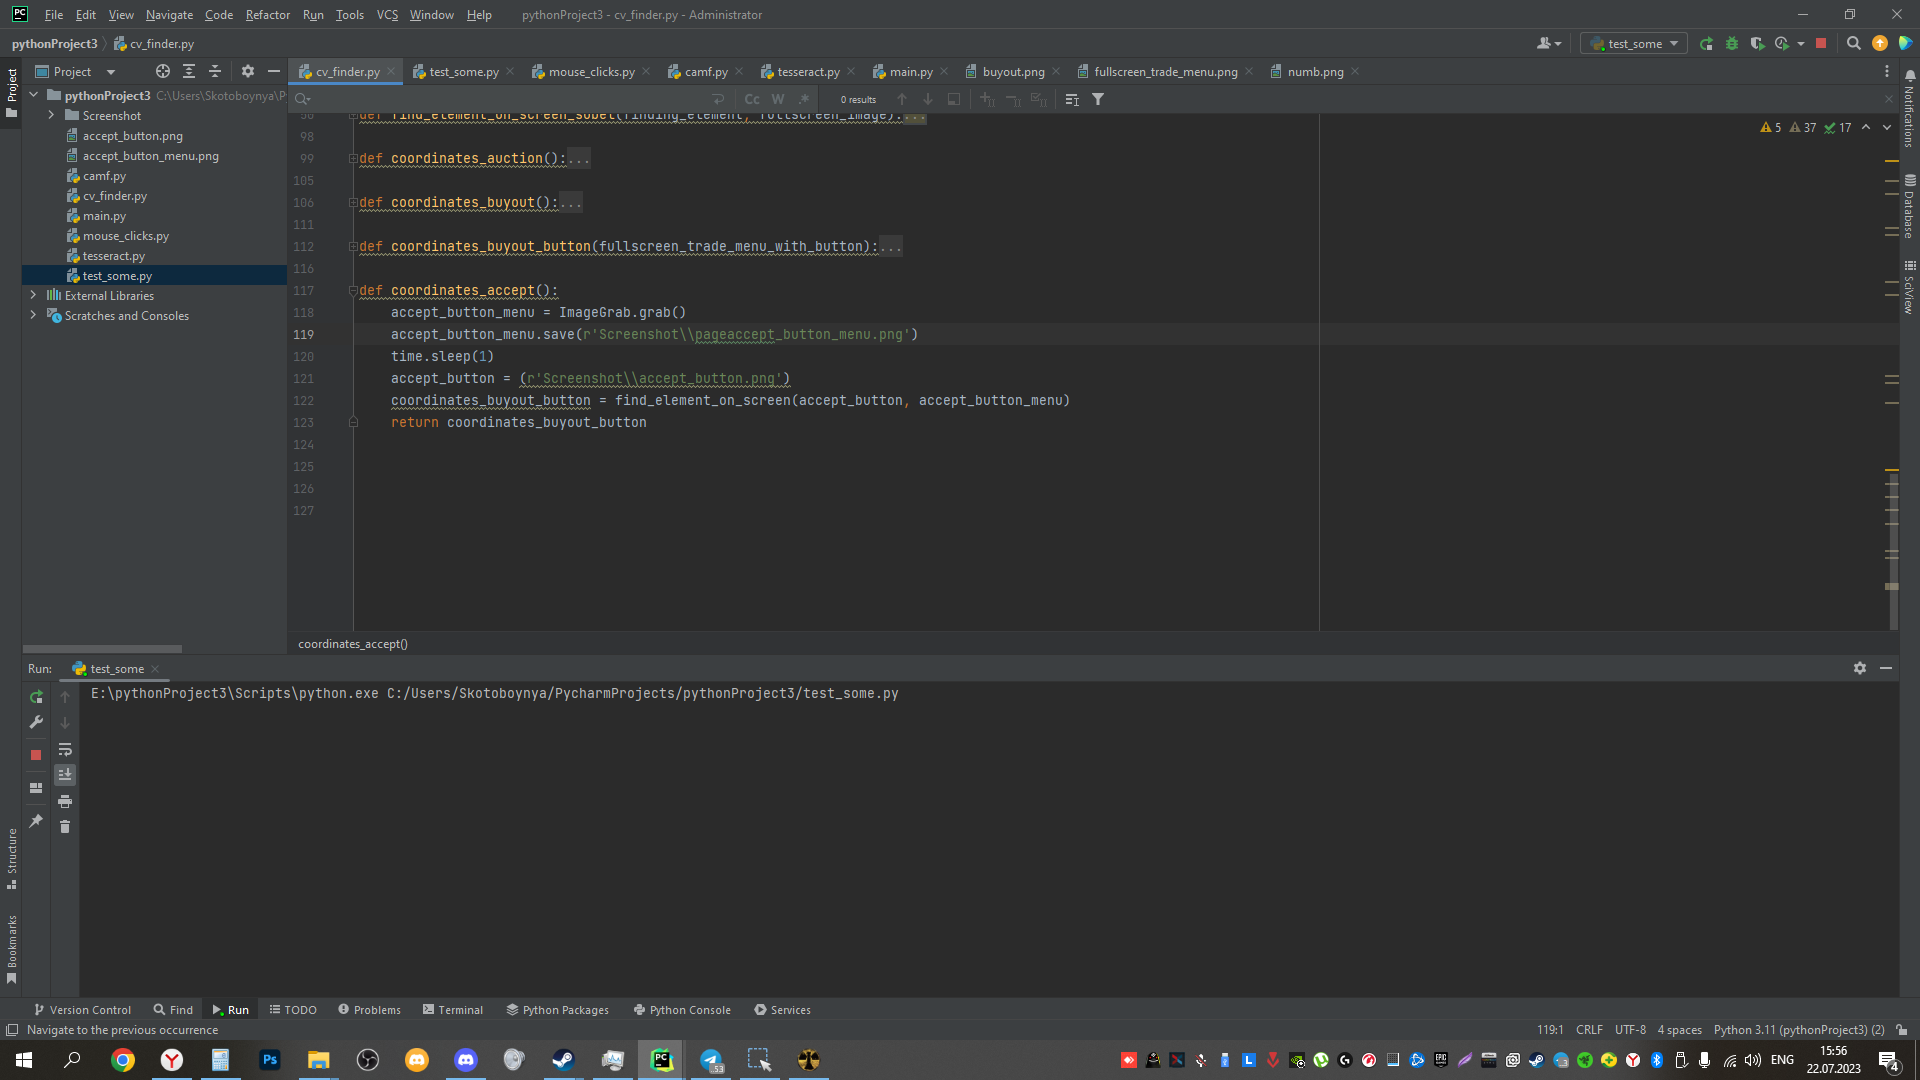 File Edit View Navigate Code Refactor Run Tools VCS Window Help pythonProject3 - cv_finder.py - Administrator
pythonProject3 cv_finder.py test_some
Project cv_finder.py test_some.py mouse_clicks.py camf.py tesseract.py main.py buyout.png fullscreen_trade_menu.png numb.png
pythonProject3 C:\Users\Skotoboynya\P
Cc W .* 0 results
Screenshot
accept_button.png
accept_button_menu.png
camf.py
cv_finder.py
main.py
mouse_clicks.py
tesseract.py
test_some.py
External Libraries
Scratches and Consoles
58 def find_element_on_screen_sobel(finding_element, fullscreen_image):...
5 37 17
98
99 def coordinates_auction():...
105
106 def coordinates_buyout():...
111
112 def coordinates_buyout_button(fullscreen_trade_menu_with_button):...
116
117 def coordinates_accept():
118 accept_button_menu = ImageGrab.grab()
119 accept_button_menu.save(r'Screenshot\\pageaccept_button_menu.png')
120 time.sleep(1)
121 accept_button = (r'Screenshot\\accept_button.png')
122 coordinates_buyout_button = find_element_on_screen(accept_button, accept_button_menu)
123 return coordinates_buyout_button
124
125
126
127
coordinates_accept()
Project
Structure
Bookmarks
Notifications
Database
SciView
Run: test_some
E:\pythonProject3\Scripts\python.exe C:/Users/Skotoboynya/PycharmProjects/pythonProject3/test_some.py
Version Control Find Run TODO Problems Terminal Python Packages Python Console Services
Navigate to the previous occurrence 119:1 CRLF UTF-8 4 spaces Python 3.11 (pythonProject3) (2)
Ps PC 53 ENG 15:56
22.07.2023 4